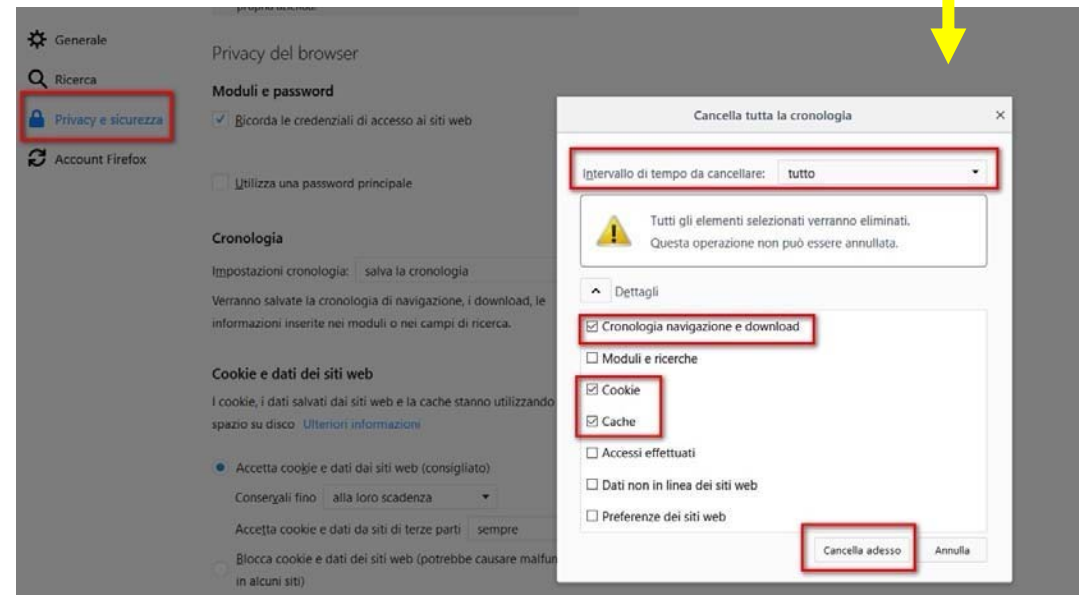 Generale
Ricerca
Privacy e sicurezza
Account Firefox
Privacy del browser
Moduli e password
Ricorda le credenziali di accesso ai siti web
Utilizza una password principale
Cronologia
Impostazioni cronologia: salva la cronologia
Verranno salvate la cronologia di navigazione, i download, le
informazioni inserite nei moduli o nei campi di ricerca.
Cookie e dati dei siti web
I cookie, i dati salvati dai siti web e la cache stanno utilizzando
spazio su disco Ulteriori informazioni
Accetta cookie e dati dai siti web (consigliato)
Conservali fino alla loro scadenza
Accetta cookie e dati da siti di terze parti sempre
Blocca cookie e dati dei siti web (potrebbe causare malfun
in alcuni siti)
Cancella tutta la cronologia
Intervallo di tempo da cancellare: tutto
Tutti gli elementi selezionati verranno eliminati.
Questa operazione non può essere annullata.
Dettagli
Cronologia navigazione e download
Moduli e ricerche
Cookie
Cache
Accessi effettuati
Dati non in linea dei siti web
Preferenze dei siti web
Cancella adesso Annulla